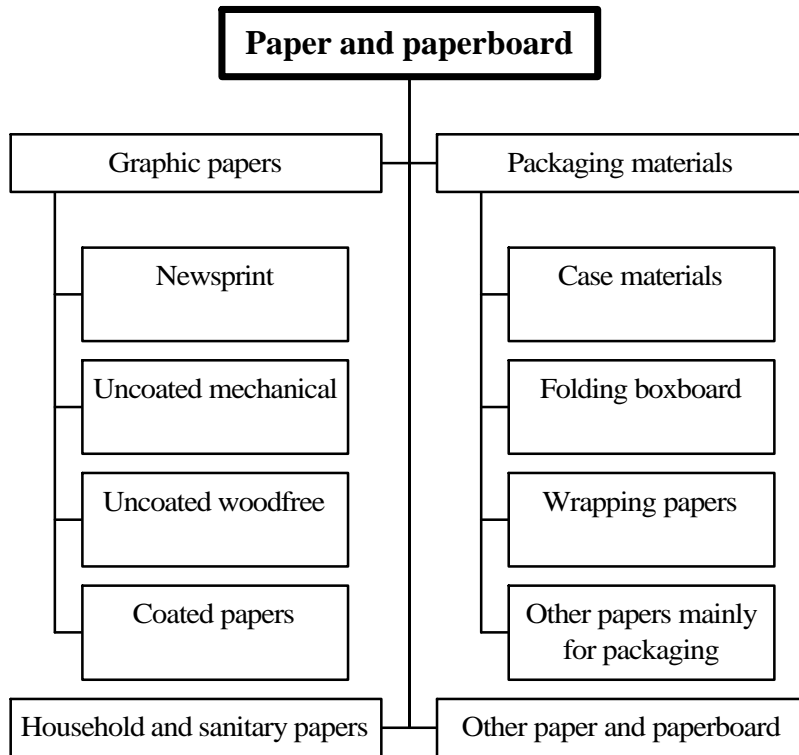 Paper and paperboard
Graphic papers
Packaging materials
Newsprint
Case materials
Uncoated mechanical
Folding boxboard
Uncoated woodfree
Wrapping papers
Coated papers
Other papers mainly
for packaging
Household and sanitary papers
Other paper and paperboard